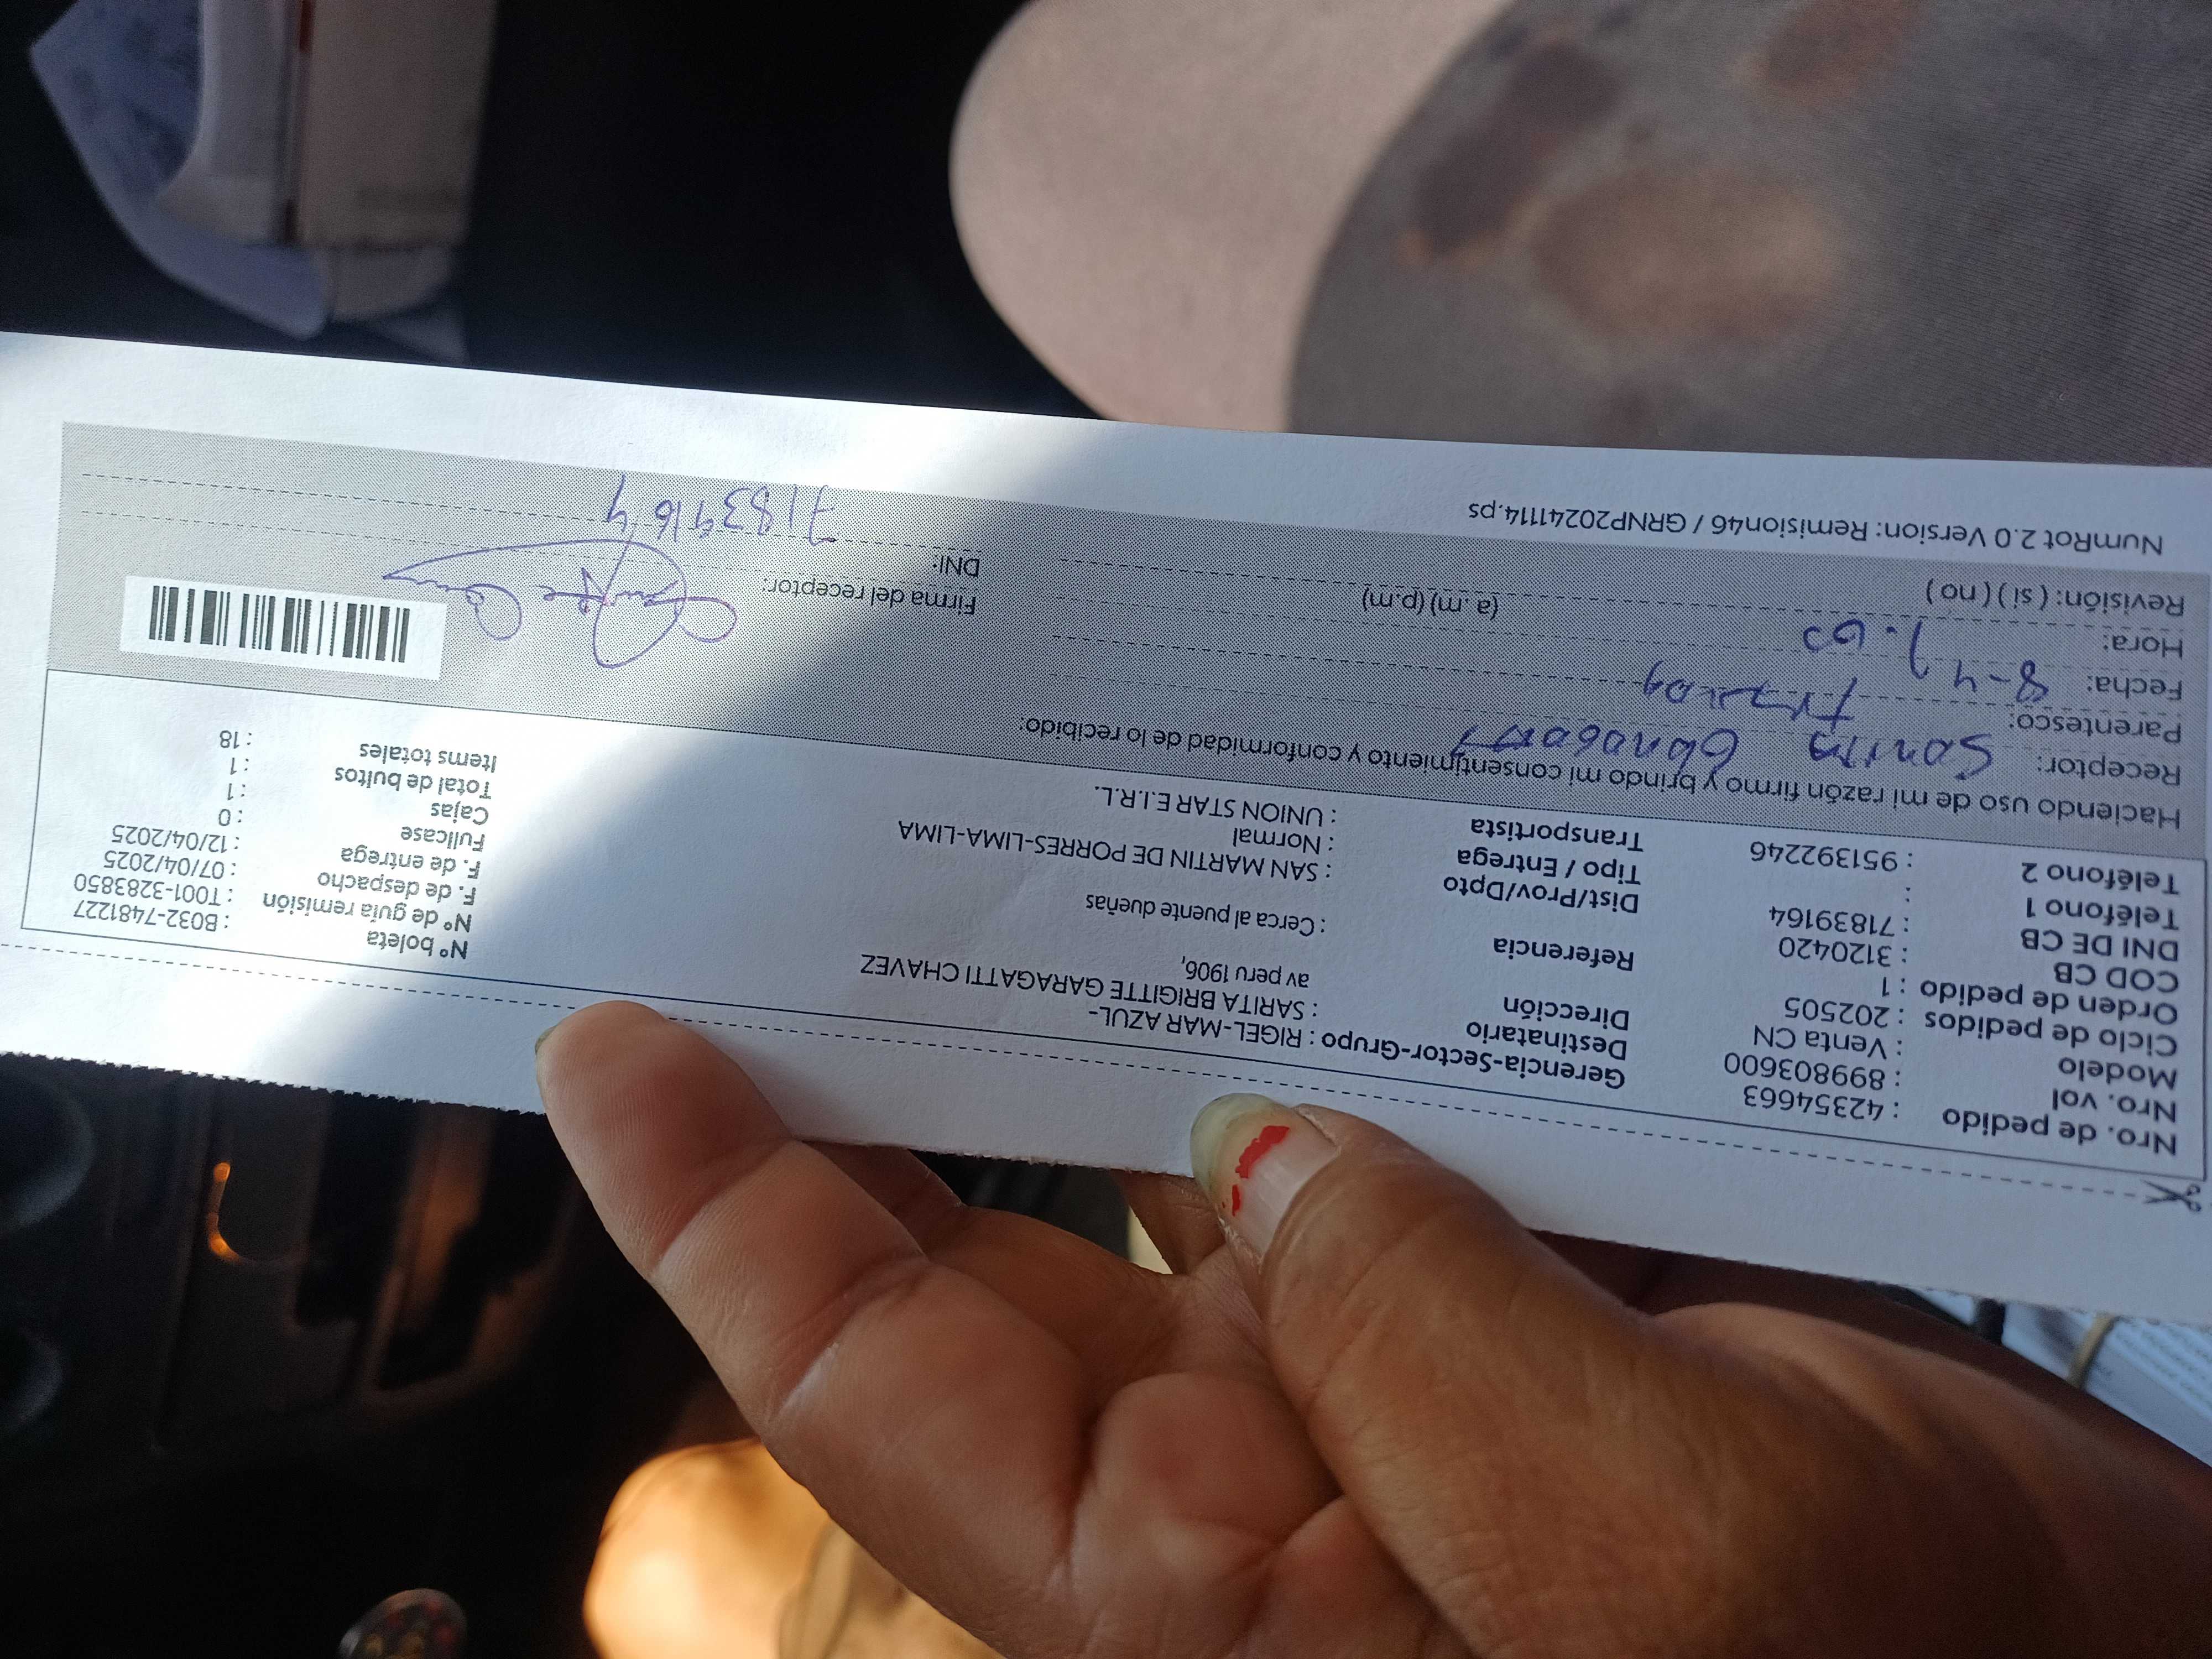 Nro. de pedido : 42354663
Nro. vol : 899803600
Modelo : Venta CN
Ciclo de pedidos : 202505
Orden de pedido : 1
COD CB : 3120420
DNI DE CB : 71839164
Teléfono 1 :
Teléfono 2 : 951392246
Gerencia-Sector-Grupo : RIGEL-MAR AZUL-
Destinatario : SARITA BRIGITTE GARAGATTI CHAVEZ
Dirección av peru 1906,
Referencia : Cerca al puente dueñas
Dist/Prov/Dpto : SAN MARTIN DE PORRES-LIMA-LIMA
Tipo / Entrega : Normal
Transportista : UNION STAR E.I.R.L.
Nº boleta : B032-7481227
Nº de guía remisión : T001-3283850
F. de despacho : 07/04/2025
F. de entrega : 12/04/2025
Fullcase : 0
Cajas : 1
Total de bultos : 1
Items totales : 18
Haciendo uso de mi razón firmo y brindo mi consentimiento y conformidad de lo recibido:
Receptor: Sarita
Parentesco:
Fecha: 8-4
Hora: (a.m) (p.m)
Revisión: ( si ) ( no )
Firma del receptor:
DNI: 71839164
NumRot 2.0 Version: Remision46 / GRNP20241114.ps